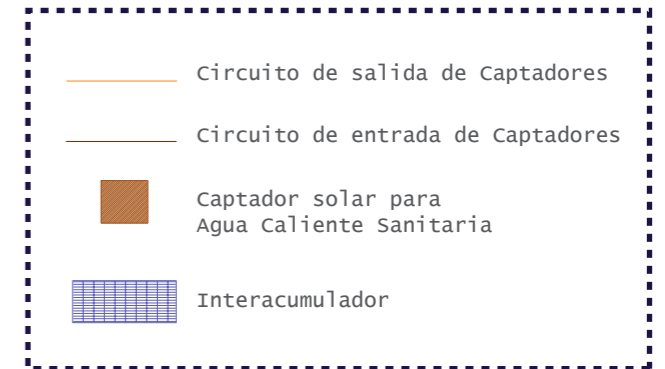 Circuito de salida de Captadores
Circuito de entrada de Captadores
Captador solar para
Agua Caliente Sanitaria
Interacumulador